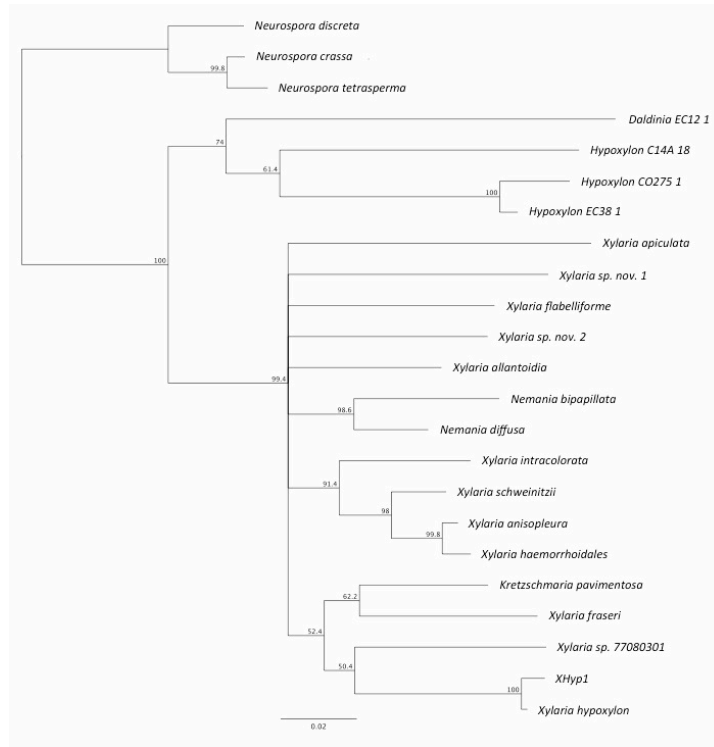 Neurospora discreta
Neurospora crassa
99.8
Neurospora tetrasperma
Daldinia EC12 1
74
Hypoxylon C14A 18
61.4
Hypoxylon CO275 1
100
Hypoxylon EC38 1
Xylaria apiculata
100
Xylaria sp. nov. 1
Xylaria flabelliforme
Xylaria sp. nov. 2
Xylaria allantoidia
99.4
Nemania bipapillata
98.6
Nemania diffusa
Xylaria intracolorata
91.4
Xylaria schweinitzii
98
Xylaria anisopleura
99.8
Xylaria haemorrhoidales
Kretzschmaria pavimentosa
62.2
Xylaria fraseri
52.4
Xylaria sp. 77080301
50.4
XHyp1
100
Xylaria hypoxylon
0.02